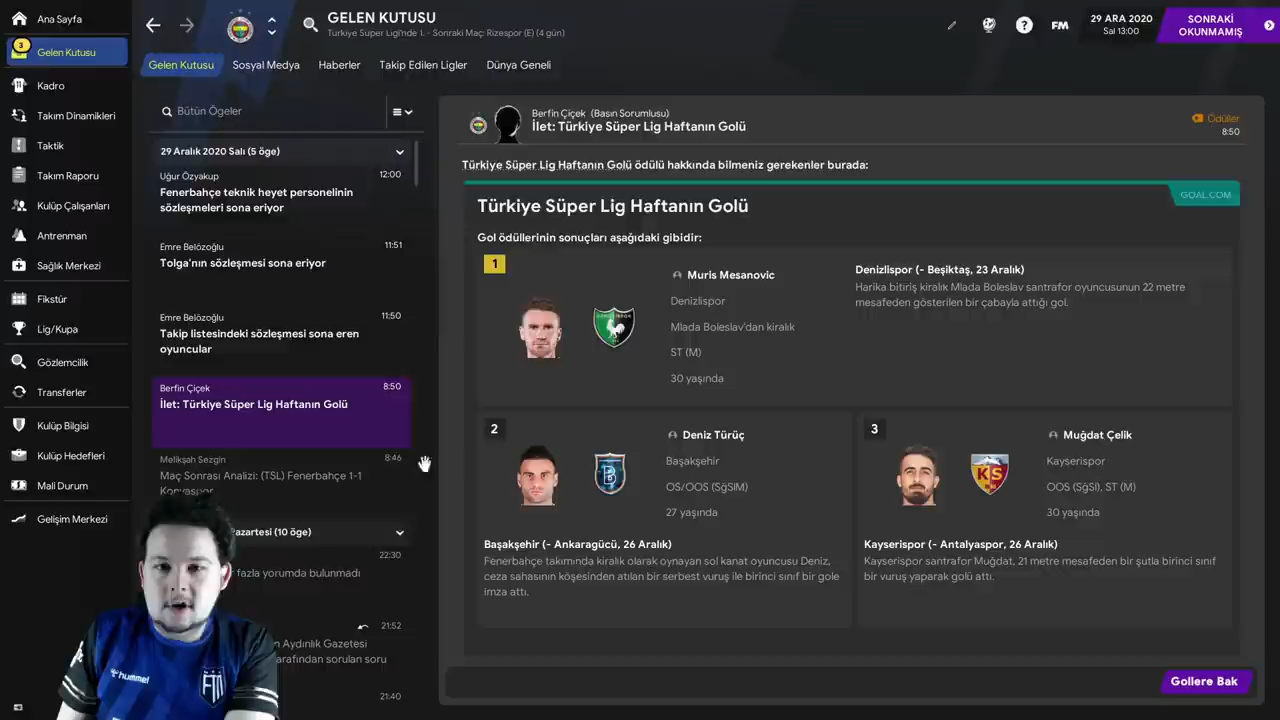 Ana Sayfa
3
Gelen Kutusu
Kadro
Takım Dinamikleri
Taktik
Takım Raporu
Kulüp Çalışanları
Antrenman
Sağlık Merkezi
Fikstür
Lig/Kupa
Gözlemcilik
Transferler
Kulüp Bilgisi
Kulüp Hedefleri
Mali Durum
Gelişim Merkezi
GELEN KUTUSU
Türkiye Süper Ligi'nde 1. - Sonraki Maç: Rizespor (E) (4 gün)
FM
29 ARA 2020
Sal 13:00
SONRAKİ
OKUNMAMIŞ
Gelen Kutusu
Sosyal Medya
Haberler
Takip Edilen Ligler
Dünya Geneli
Bütün Ögeler
29 Aralık 2020 Salı (5 öge)
Uğur Özyakup
12:00
Fenerbahçe teknik heyet personelinin
sözleşmeleri sona eriyor
Emre Belözoğlu
11:51
Tolga'nın sözleşmesi sona eriyor
Emre Belözoğlu
11:50
Takip listesindeki sözleşmesi sona eren
oyuncular
Berfin Çiçek
8:50
İlet: Türkiye Süper Lig Haftanın Golü
Melikşah Sezgin
8:46
Maç Sonrası Analizi: (TSL) Fenerbahçe 1-1
Konyaspor
Pazartesi (10 öge)
22:30
fazla yorumda bulunmadı
21:52
n Aydınlık Gazetesi
arafından sorulan soru
21:40
hummel
Berfin Çiçek (Basın Sorumlusu)
İlet: Türkiye Süper Lig Haftanın Golü
Ödüller
8:50
Türkiye Süper Lig Haftanın Golü ödülü hakkında bilmeniz gerekenler burada:
GOAL.COM
Türkiye Süper Lig Haftanın Golü
Gol ödüllerinin sonuçları aşağıdaki gibidir:
1
Muris Mesanovic
Denizlispor
Mlada Boleslav'dan kiralık
ST (M)
30 yaşında
Denizlispor (- Beşiktaş, 23 Aralık)
Harika bitiriş kiralık Mlada Boleslav santrafor oyuncusunun 22 metre
mesafeden gösterilen bir çabayla attığı gol.
2
Deniz Türüç
Başakşehir
OS/OOS (SğSlM)
27 yaşında
Başakşehir (- Ankaragücü, 26 Aralık)
Fenerbahçe takımında kiralık olarak oynayan sol kanat oyuncusu Deniz,
ceza sahasının köşesinden atılan bir serbest vuruş ile birinci sınıf bir gole
imza attı.
3
Muğdat Çelik
Kayserispor
OOS (SğSl), ST (M)
30 yaşında
Kayserispor (- Antalyaspor, 26 Aralık)
Kayserispor santrafor Muğdat, 21 metre mesafeden bir şutla birinci sınıf
bir vuruş yaparak golü attı.
Gollere Bak